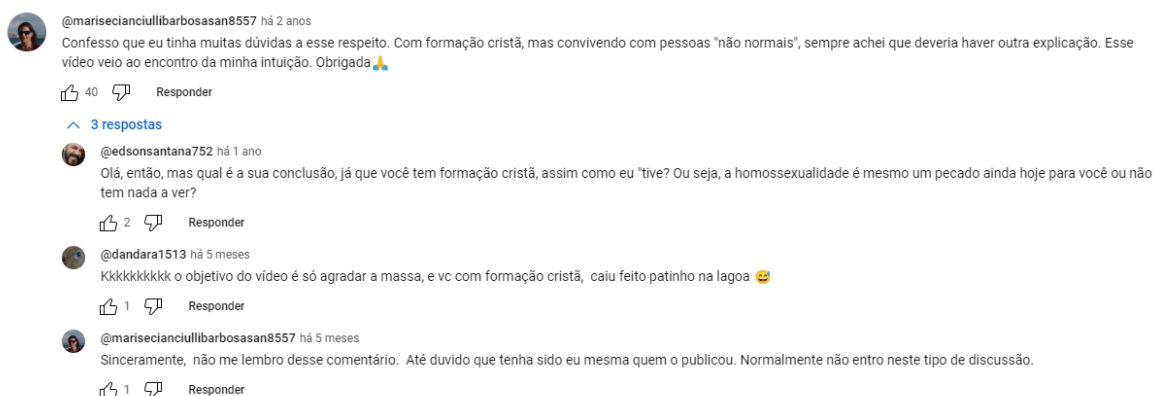 @marisecianciullibarbosasan8557 há 2 anos
Confesso que eu tinha muitas dúvidas a esse respeito. Com formação cristã, mas convivendo com pessoas "não normais", sempre achei que deveria haver outra explicação. Esse
vídeo veio ao encontro da minha intuição. Obrigada🙏
40 Responder
3 respostas
@edsonsantana752 há 1 ano
Olá, então, mas qual é a sua conclusão, já que você tem formação cristã, assim como eu "tive? Ou seja, a homossexualidade é mesmo um pecado ainda hoje para você ou não
tem nada a ver?
2 Responder
@dandara1513 há 5 meses
Kkkkkkkkkk o objetivo do vídeo é só agradar a massa, e vc com formação cristã, caiu feito patinho na lagoa 😅
1 Responder
@marisecianciullibarbosasan8557 há 5 meses
Sinceramente, não me lembro desse comentário. Até duvido que tenha sido eu mesma quem o publicou. Normalmente não entro neste tipo de discussão.
1 Responder